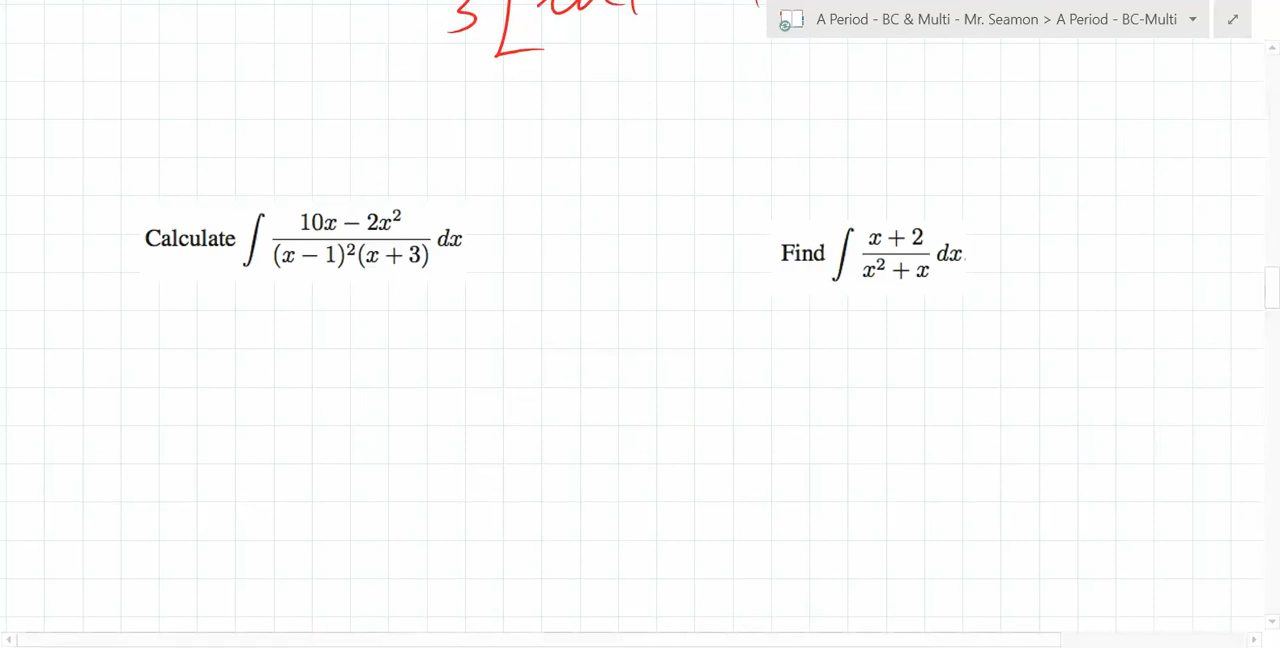 A Period - BC & Multi - Mr. Seamon > A Period - BC-Multi
3 [
Calculate ∫ (10x − 2x²)/((x − 1)²(x + 3)) dx
Find ∫ (x + 2)/(x² + x) dx.